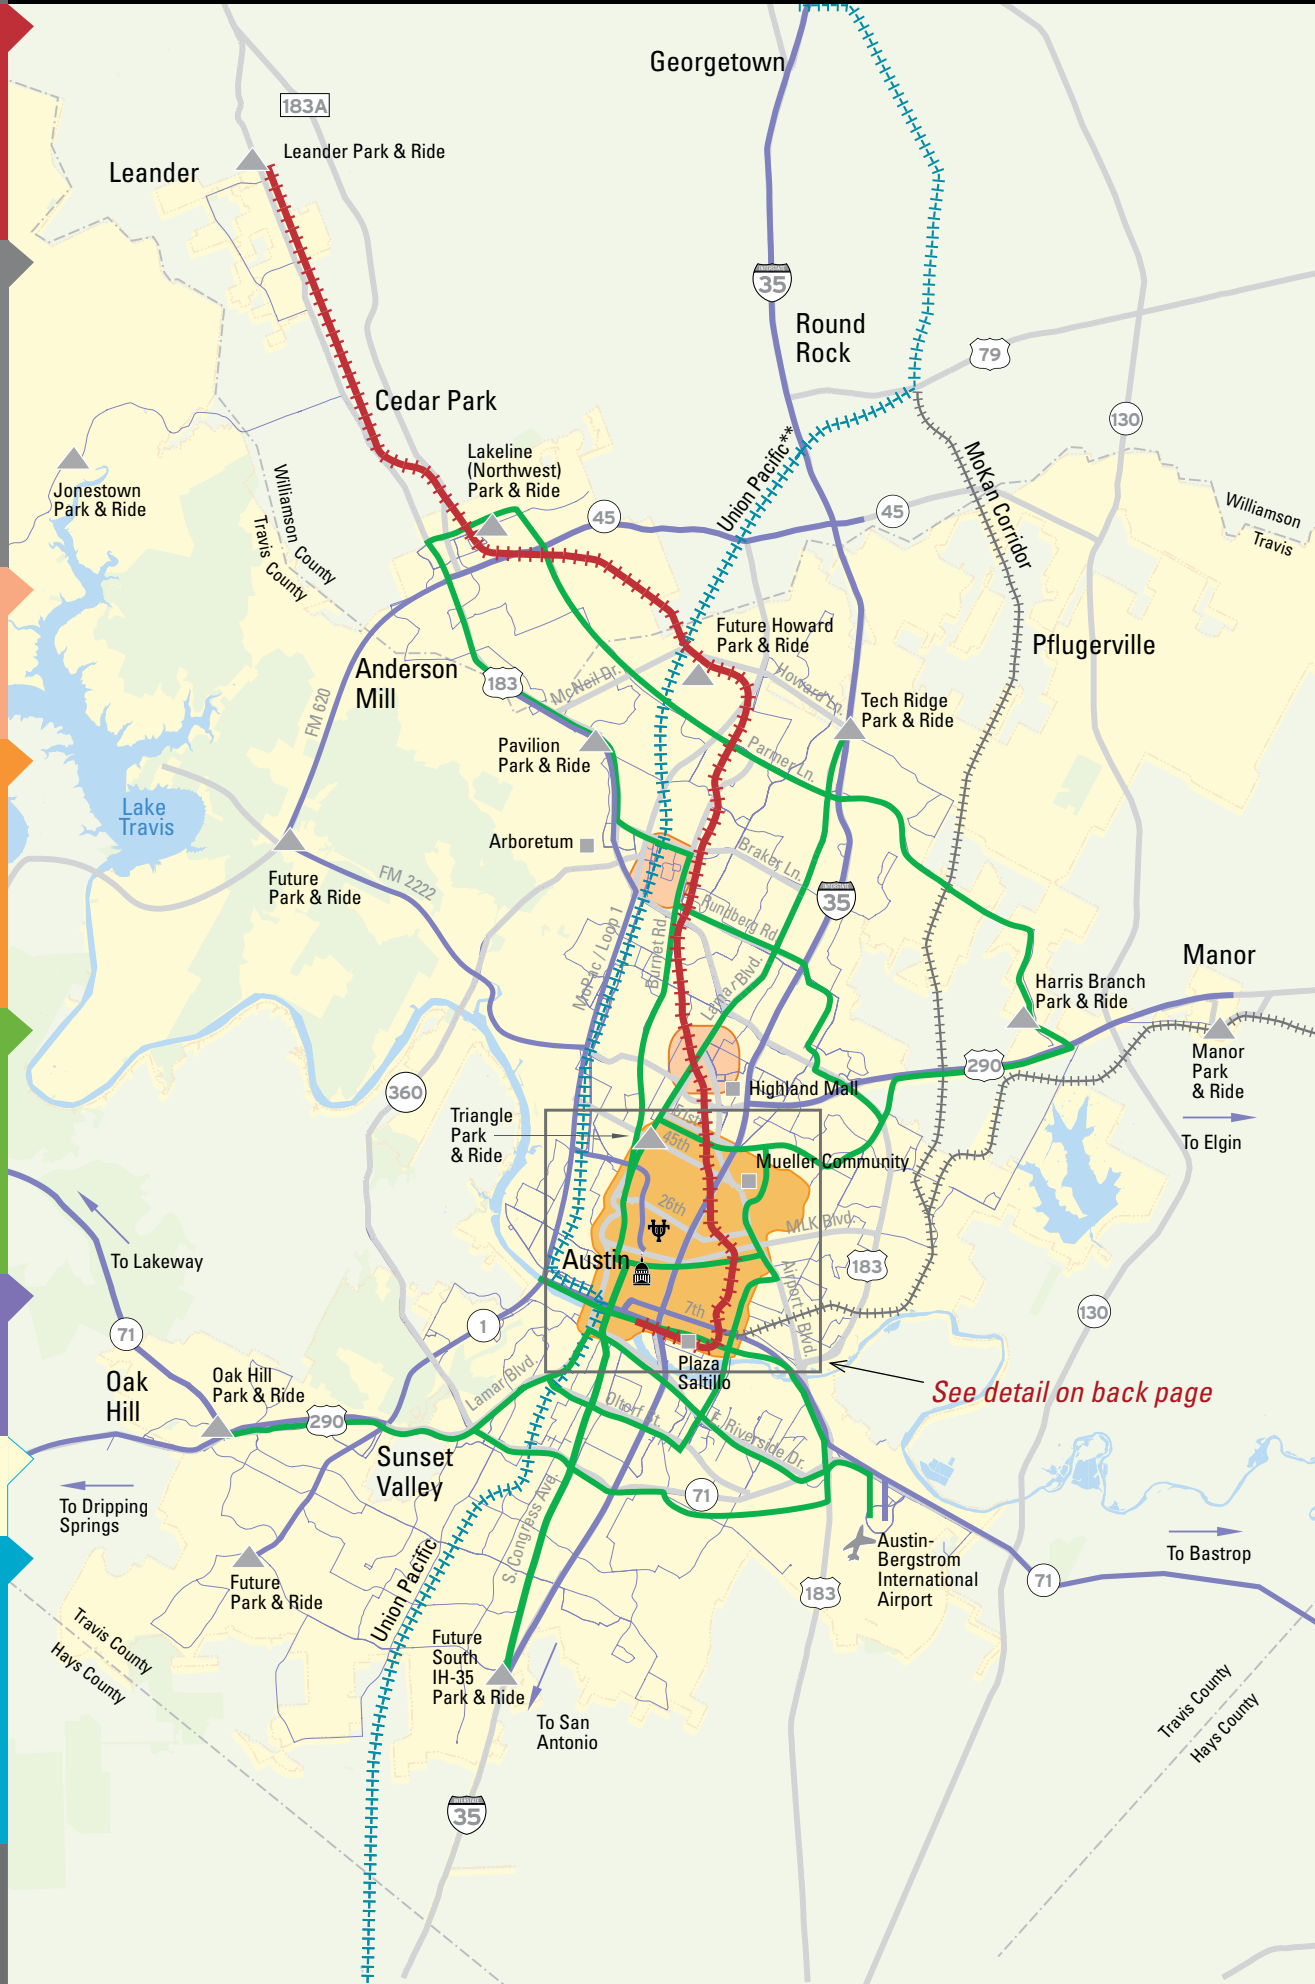 Georgetown
183A
Leander Park & Ride
Leander
INTERSTATE
35
Round
Rock
79
Cedar Park
130
Lakeline
(Northwest)
Park & Ride
Union Pacific**
MoKan Corridor
Jonestown
Park & Ride
Williamson County
Travis County
45
45
Williamson
Travis
Future Howard
Park & Ride
Pflugerville
Anderson
Mill
183
McNeil Dr.
Howard Ln.
Tech Ridge
Park & Ride
FM 620
Pavilion
Park & Ride
Parmer Ln.
Lake
Travis
Arboretum
Braker Ln.
Future
Park & Ride
FM 2222
INTERSTATE
35
Rundberg Rd.
MoPac / Loop 1
Burnet Rd.
Lamar Blvd.
Manor
Harris Branch
Park & Ride
290
Manor
Park
& Ride
360
Highland Mall
To Elgin
Triangle
Park
& Ride
51st
45th
Mueller Community
26th
MLK Blvd.
To Lakeway
Austin
183
Airport Blvd.
7th
130
1
71
Plaza
Saltillo
See detail on back page
Oak
Hill
Oak Hill
Park & Ride
Lamar Blvd.
Oltorf St.
E. Riverside Dr.
290
Sunset
Valley
71
To Dripping
Springs
S. Congress Ave.
Austin-
Bergstrom
International
Airport
To Bastrop
Union Pacific
Future
Park & Ride
183
71
Travis County
Hays County
Future
South
IH-35
Park & Ride
To San
Antonio
Travis County
Hays County
INTERSTATE
35